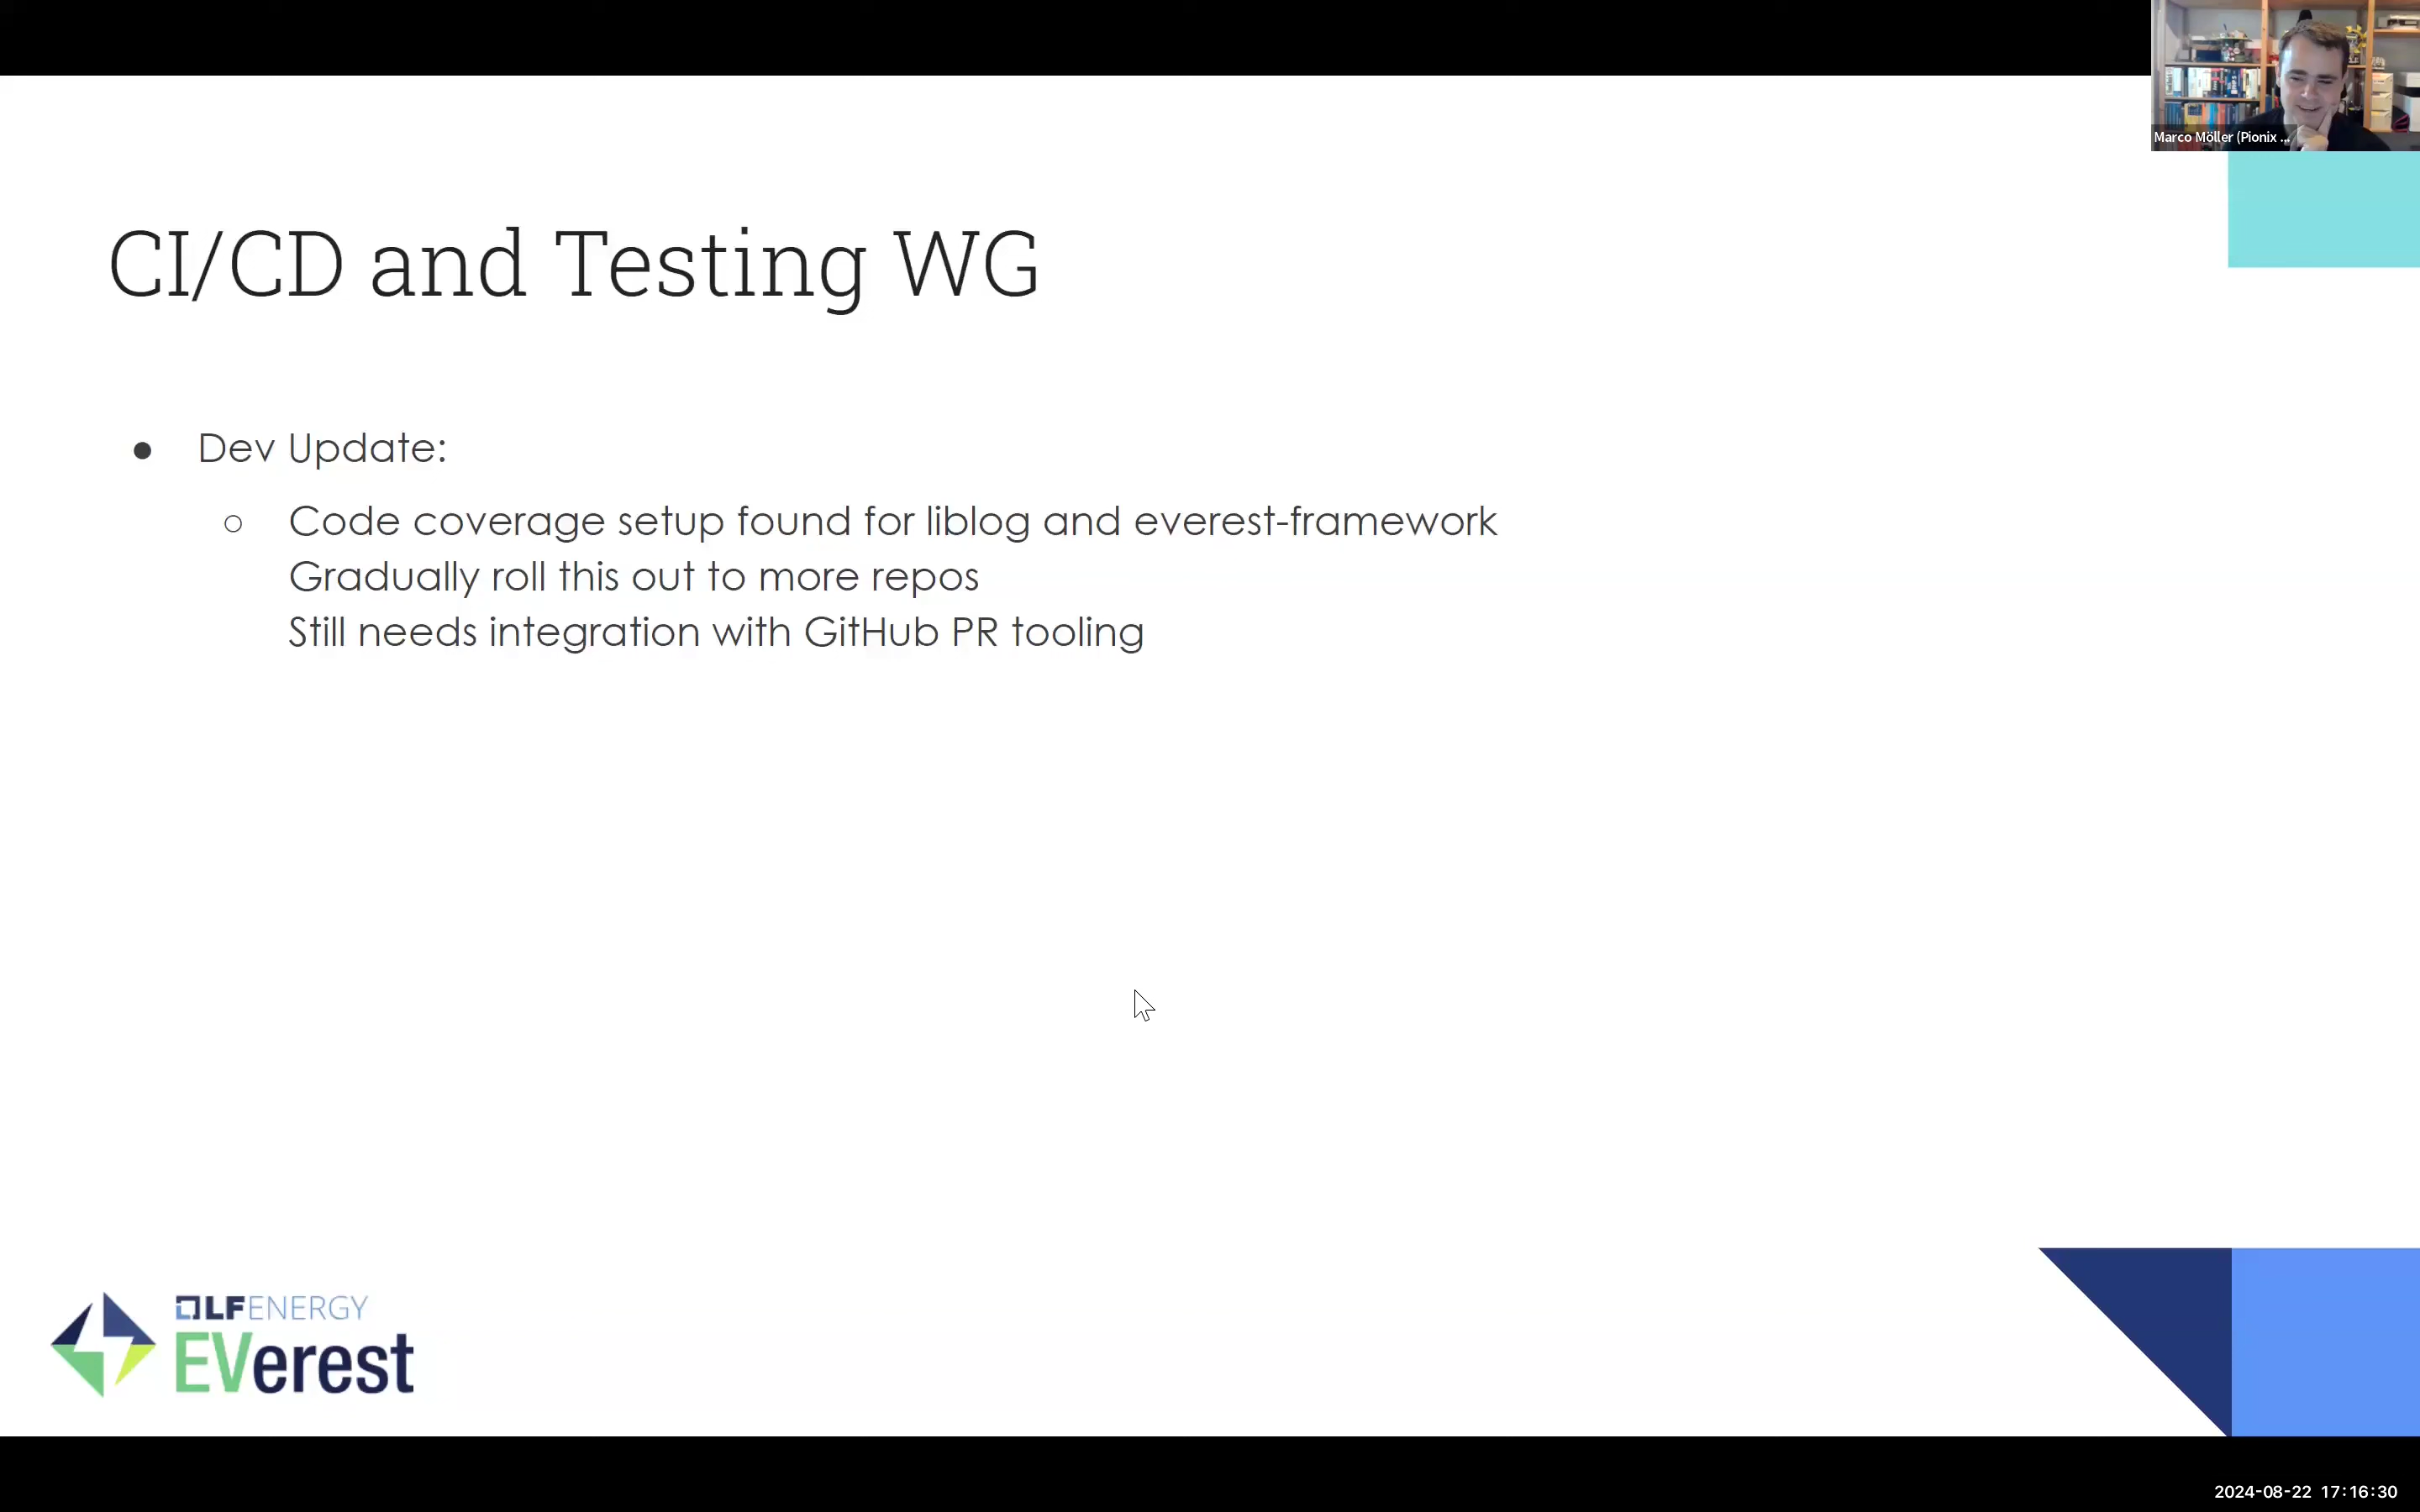 Marco Möller (Pionix ...
CI/CD and Testing WG
● Dev Update:
○ Code coverage setup found for liblog and everest-framework
Gradually roll this out to more repos
Still needs integration with GitHub PR tooling
LFENERGY
EVerest
2024-08-22 17:16:30